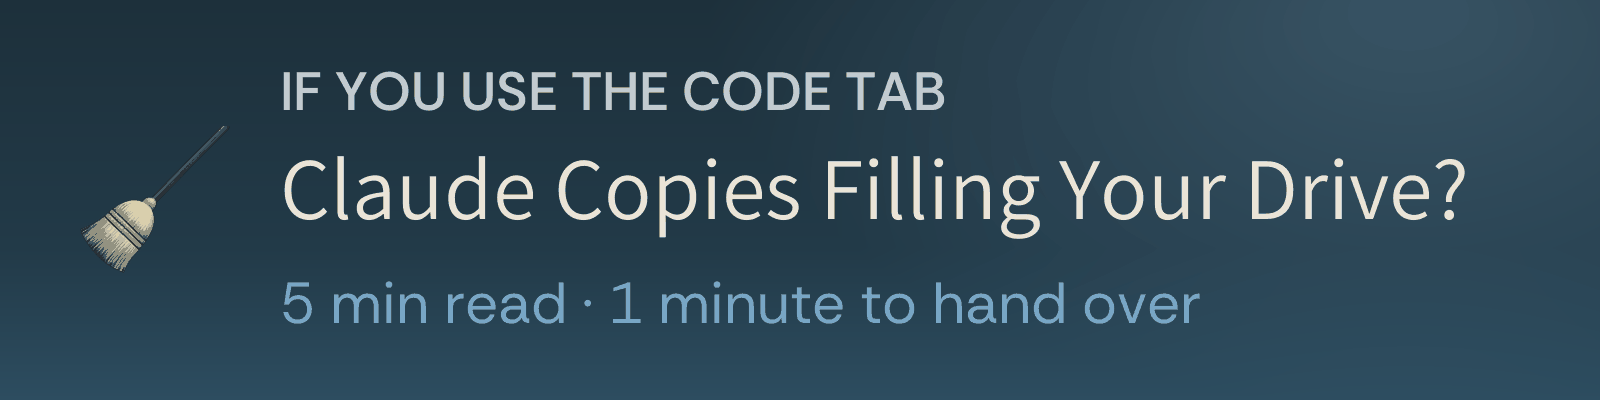 IF YOU USE THE CODE TAB
Claude Copies Filling Your Drive?
5 min read · 1 minute to hand over